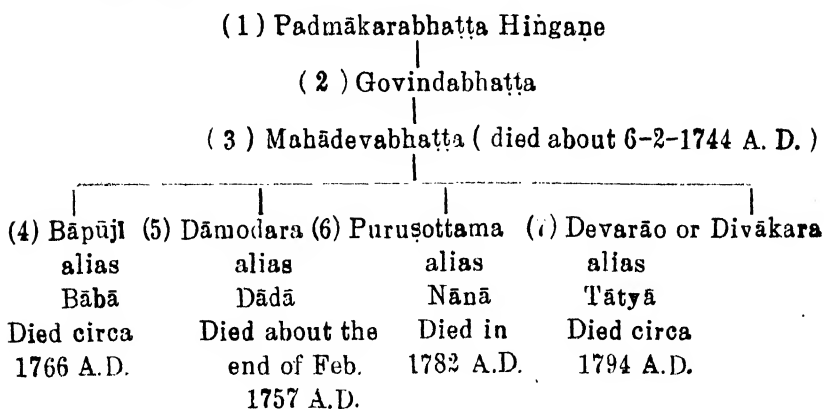 (1) Padmākarabhaṭṭa Hiṅgaṇe
(2) Govindabhaṭṭa
(3) Mahādevabhaṭṭa ( died about 6-2-1744 A. D. )
(4) Bāpūjī (5) Dāmodara (6) Puruṣottama (7) Devarāo or Divākara
alias alias alias alias
Bābā Dādā Nānā Tātyā
Died circa Died about the Died in Died circa
1766 A.D. end of Feb. 1782 A.D. 1794 A.D.
1757 A.D.